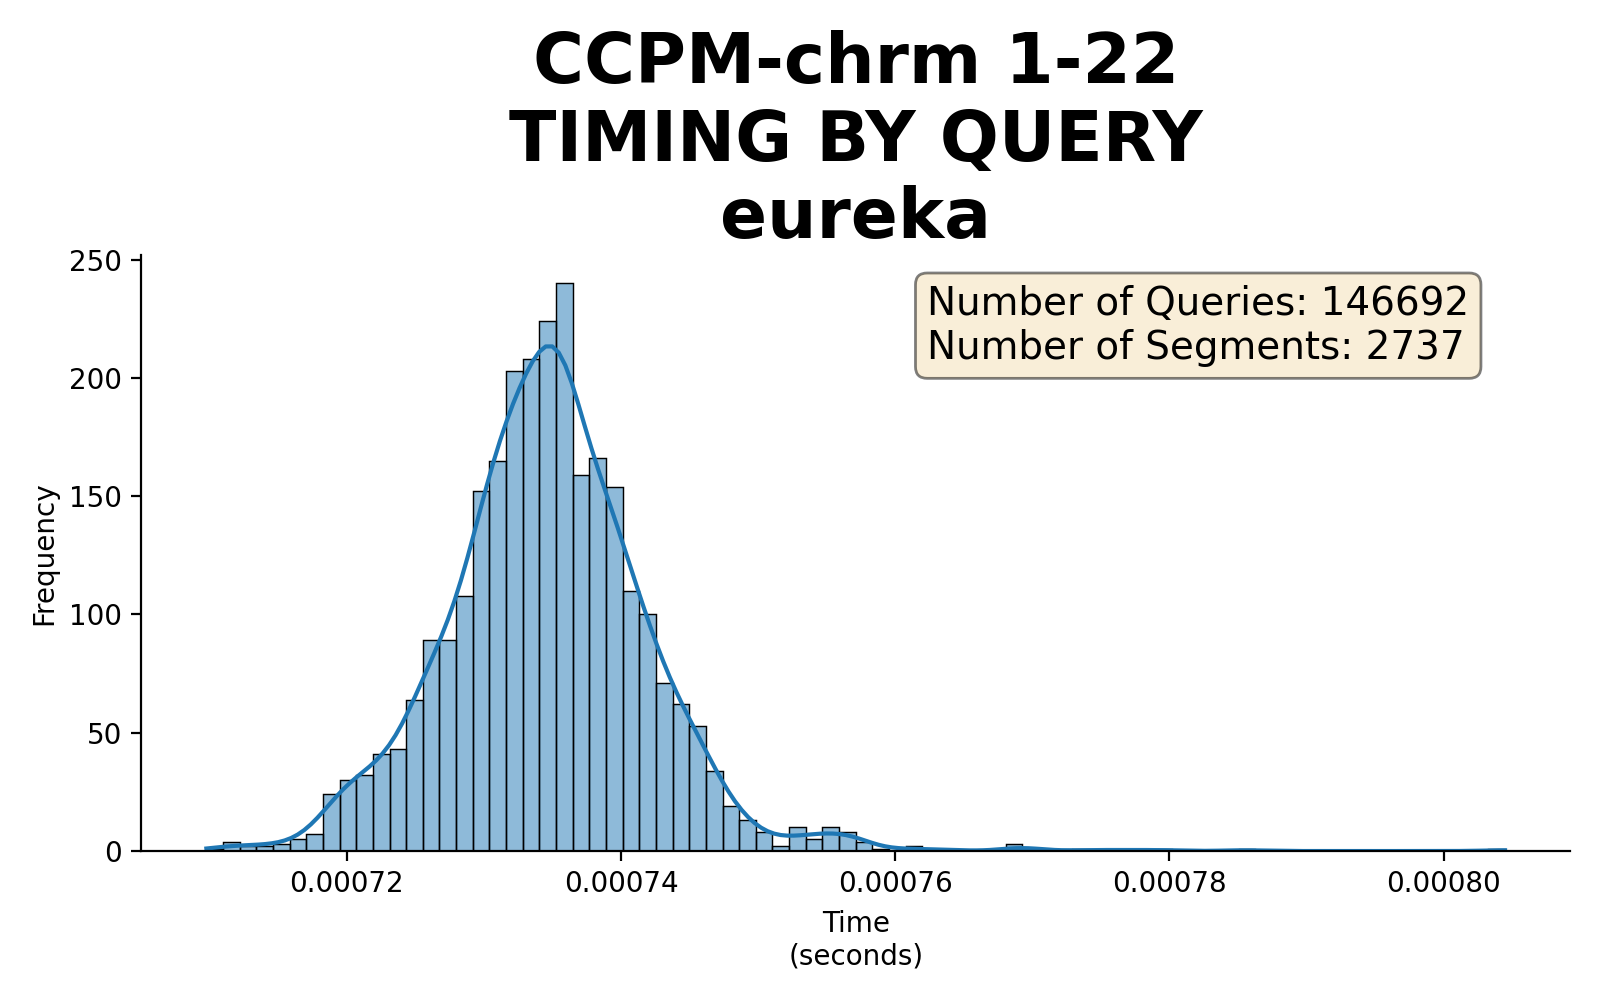 CCPM-chrm 1-22
TIMING BY QUERY
eureka
Number of Queries: 146692
Number of Segments: 2737
250
200
150
100
50
0
Frequency
0.00072
0.00074
0.00076
0.00078
0.00080
Time
(seconds)